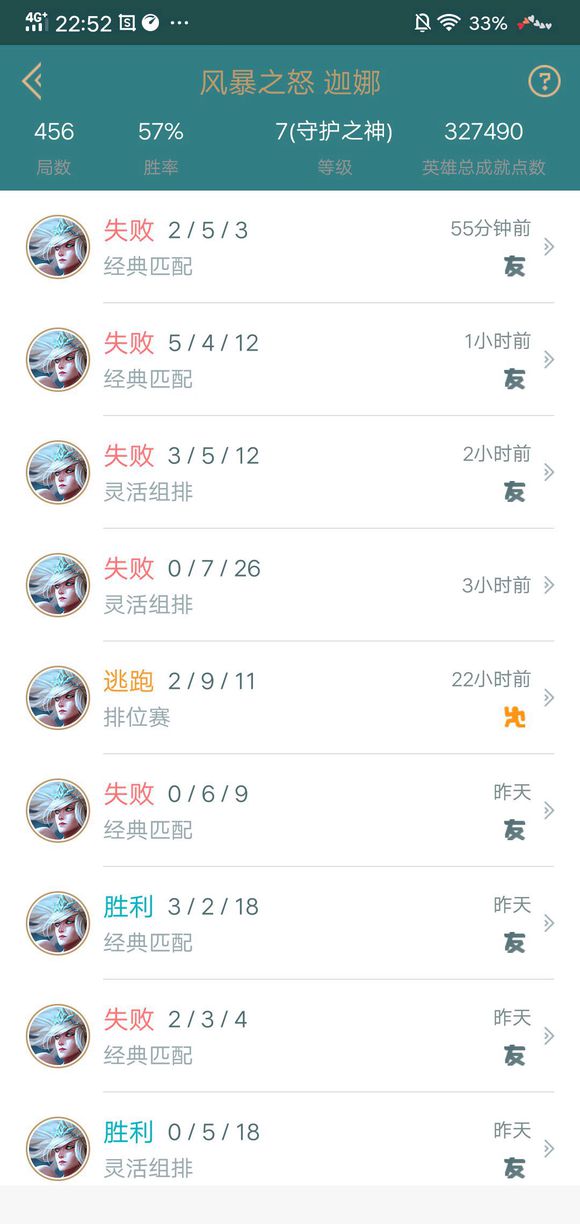 4G+ 22:52 33%
风暴之怒 迦娜
456 57% 7(守护之神) 327490
局数 胜率 等级 英雄总成就点数
失败 2 / 5 / 3 55分钟前
经典匹配 友
失败 5 / 4 / 12 1小时前
经典匹配 友
失败 3 / 5 / 12 2小时前
灵活组排 友
失败 0 / 7 / 26 3小时前
灵活组排
逃跑 2 / 9 / 11 22小时前
排位赛
失败 0 / 6 / 9 昨天
经典匹配 友
胜利 3 / 2 / 18 昨天
经典匹配 友
失败 2 / 3 / 4 昨天
经典匹配 友
胜利 0 / 5 / 18 昨天
灵活组排 友